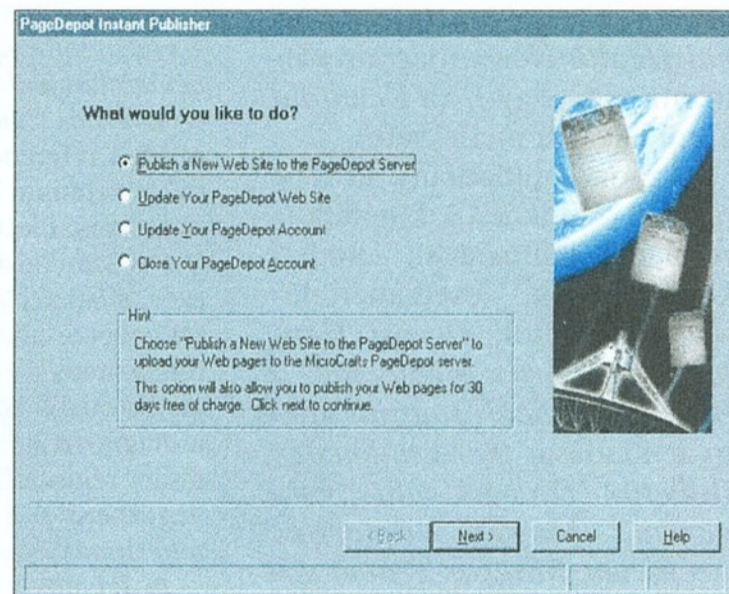 PageDepot Instant Publisher
What would you like to do?
Publish a New Web Site to the PageDepot Server
Update Your PageDepot Web Site
Update Your PageDepot Account
Close Your PageDepot Account
Hint
Choose "Publish a New Web Site to the PageDepot Server" to
upload your Web pages to the MicroCrafts PageDepot server.
This option will also allow you to publish your Web pages for 30
days free of charge. Click next to continue.
< Back Next > Cancel Help